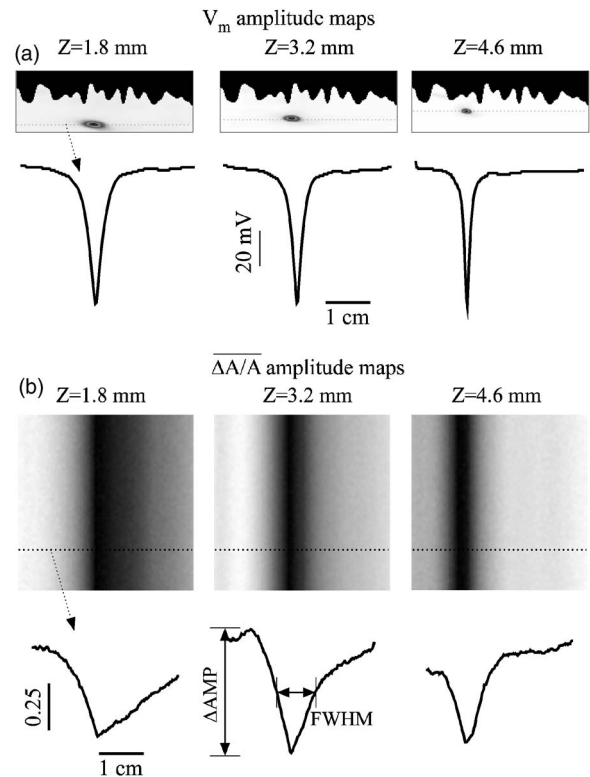 Vm amplitude maps
(a)
Z=1.8 mm Z=3.2 mm Z=4.6 mm
20 mV
1 cm
ΔA/A amplitude maps
(b)
Z=1.8 mm Z=3.2 mm Z=4.6 mm
0.25
1 cm
ΔAMP
FWHM